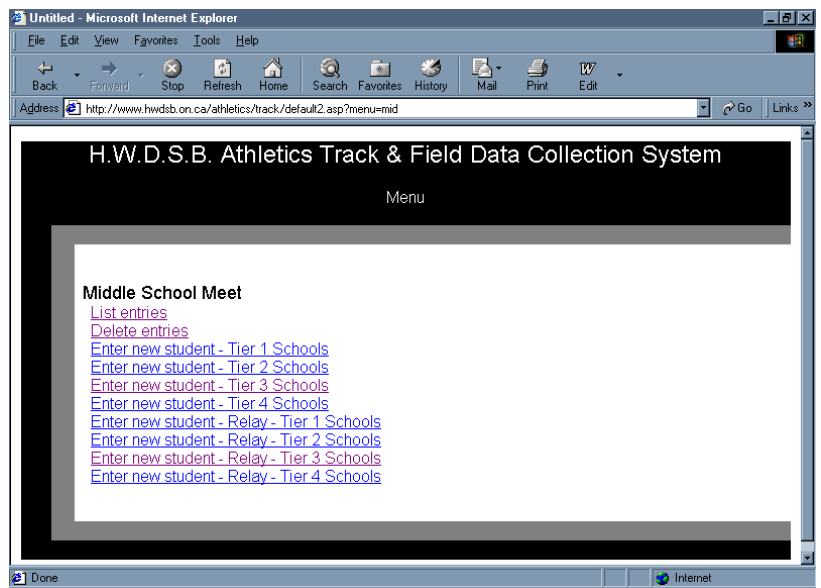 Untitled - Microsoft Internet Explorer
File Edit View Favorites Tools Help
Back Forward Stop Refresh Home Search Favorites History Mail Print Edit
Address http://www.hwdsb.on.ca/athletics/track/default2.asp?menu=mid Go Links »
H.W.D.S.B. Athletics Track & Field Data Collection System
Menu
Middle School Meet
List entries
Delete entries
Enter new student - Tier 1 Schools
Enter new student - Tier 2 Schools
Enter new student - Tier 3 Schools
Enter new student - Tier 4 Schools
Enter new student - Relay - Tier 1 Schools
Enter new student - Relay - Tier 2 Schools
Enter new student - Relay - Tier 3 Schools
Enter new student - Relay - Tier 4 Schools
Done Internet